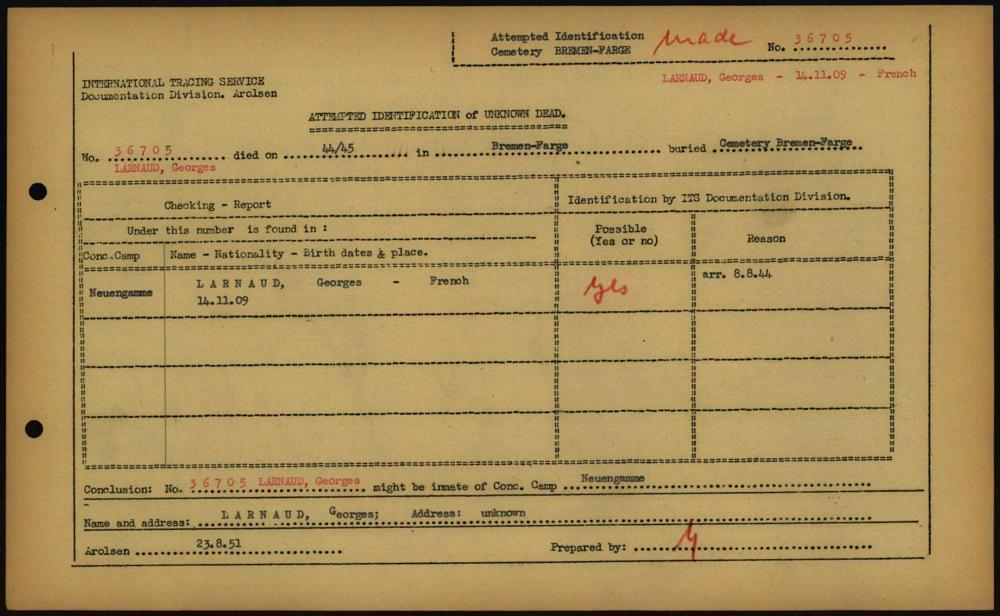 Attempted Identification
Cemetery BREMEN-FARGE made No. 36705
LARNAUD, Georges - 14.11.09 - French
INTERNATIONAL TRACING SERVICE
Documentation Division. Arolsen
ATTEMPTED IDENTIFICATION of UNKNOWN DEAD.
No. 36705 died on 44/45 in Bremen-Farge buried Cemetery Bremen-Farge
LARNAUD, Georges
Checking - Report
Identification by ITS Documentation Division.
Under this number is found in :
Possible
(Yes or no)
Reason
Conc.Camp
Name - Nationality - Birth dates & place.
Neuengamme
LARNAUD, Georges - French
14.11.09
Yes
arr. 8.8.44
Conclusion: No. 36705 LARNAUD, Georges might be inmate of Conc. Camp Neuengamme
Name and address: LARNAUD, Georges; Address: unknown
Arolsen 23.8.51 Prepared by: